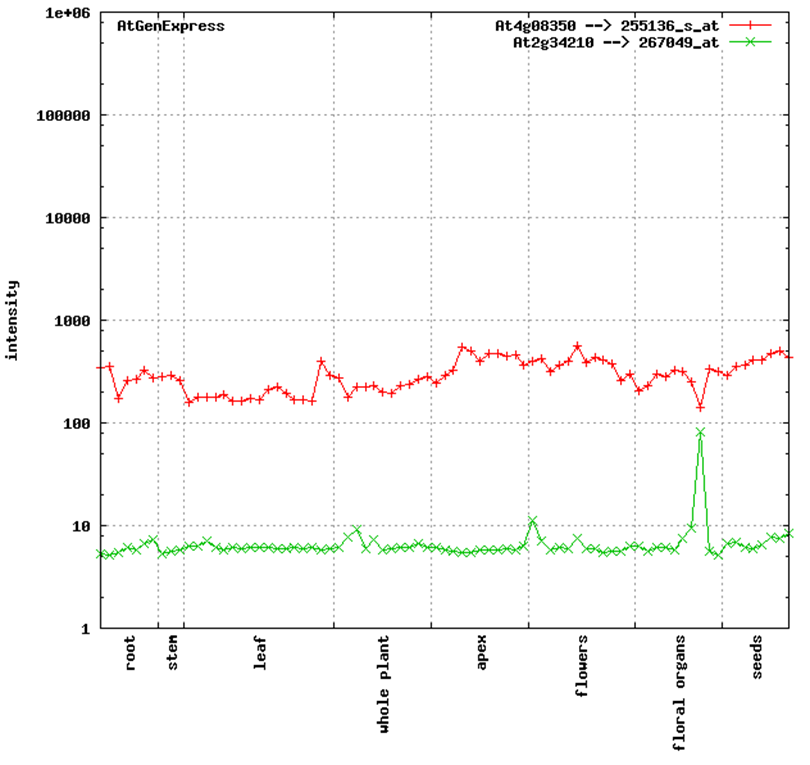 1e+06
100000
10000
1000
100
10
1
intensity
AtGenExpress
At4g08350 --> 255136_s_at
At2g34210 --> 267049_at
root
stem
leaf
whole plant
apex
flowers
floral organs
seeds